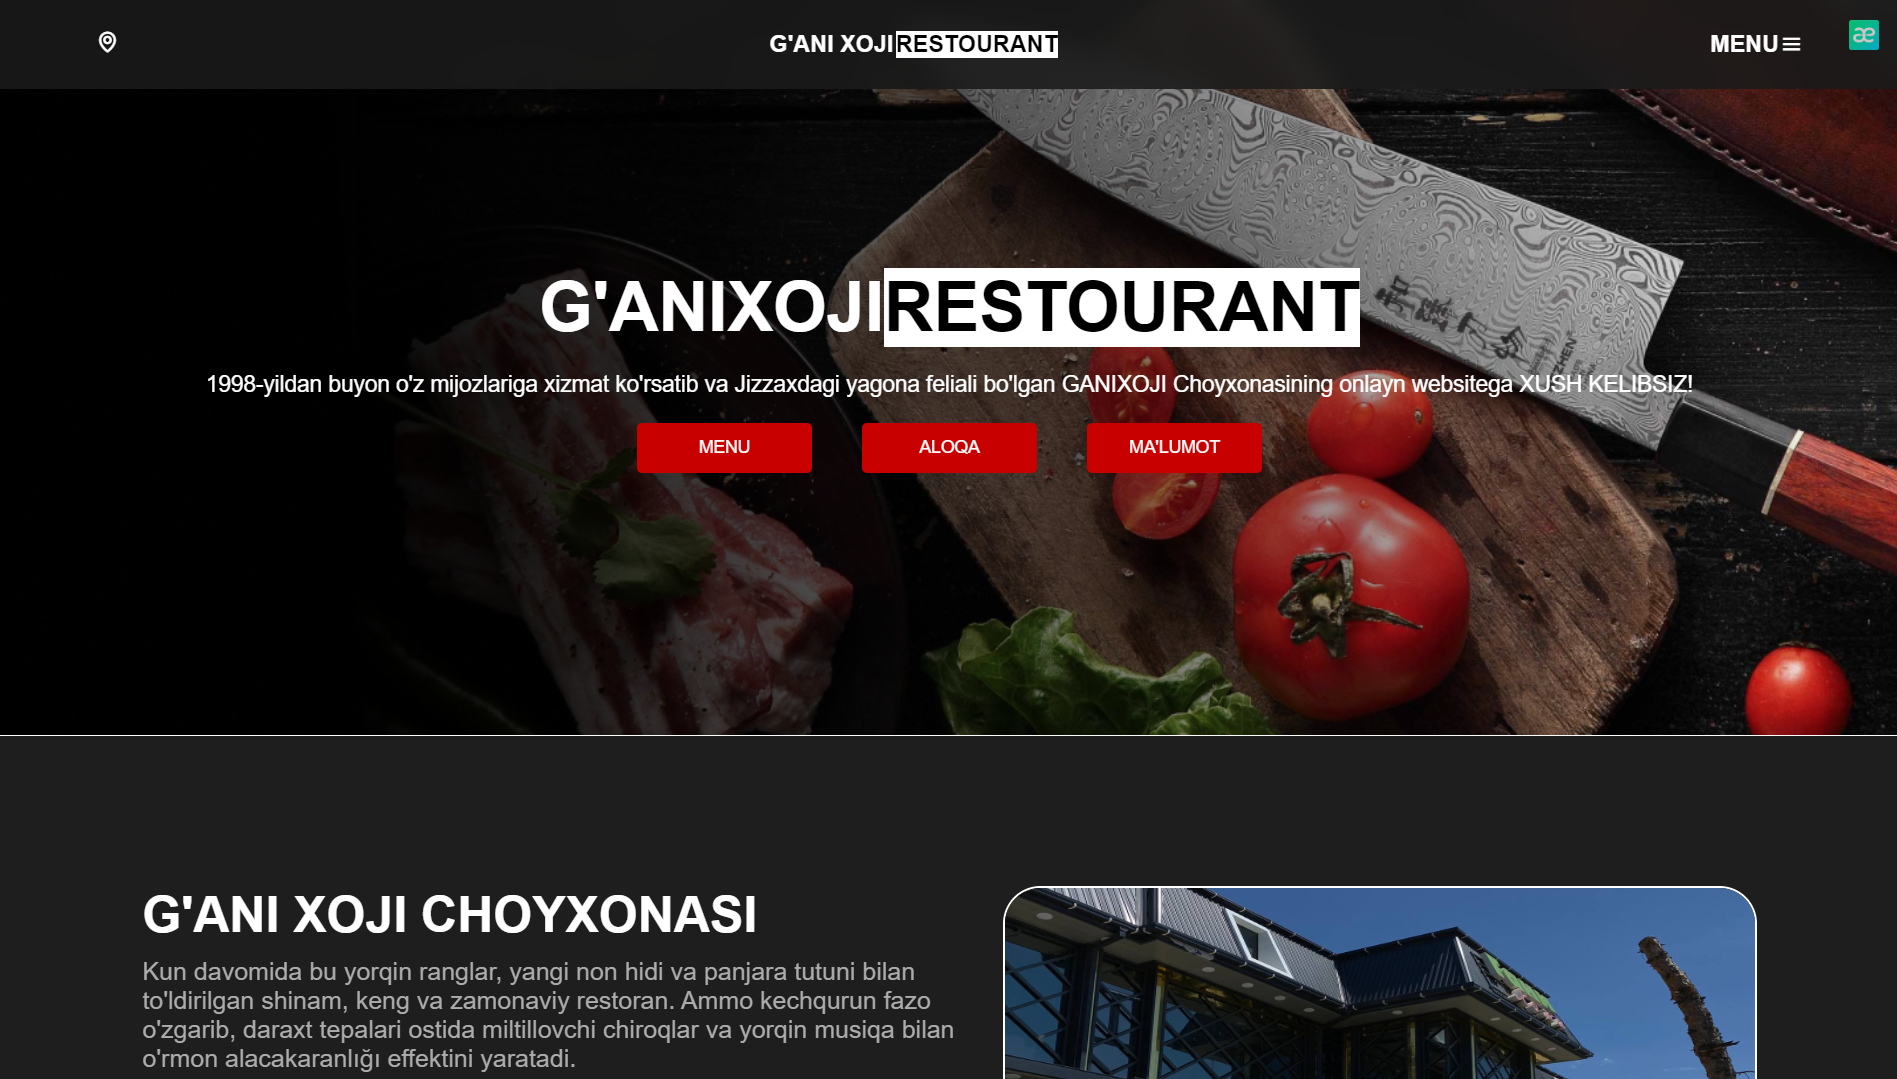 G'ANI XOJI RESTOURANT
MENU
æ
G'ANIXOJIRESTOURANT
1998-yildan buyon o'z mijozlariga xizmat ko'rsatib va Jizzaxdagi yagona feliali bo'lgan GANIXOJI Choyxonasining onlayn websitega XUSH KELIBSIZ!
MENU
ALOQA
MA'LUMOT
G'ANI XOJI CHOYXONASI
Kun davomida bu yorqin ranglar, yangi non hidi va panjara tutuni bilan
to'ldirilgan shinam, keng va zamonaviy restoran. Ammo kechqurun fazo
o'zgarib, daraxt tepalari ostida miltillovchi chiroqlar va yorqin musiqa bilan
o'rmon alacakaranlığı effektini yaratadi.